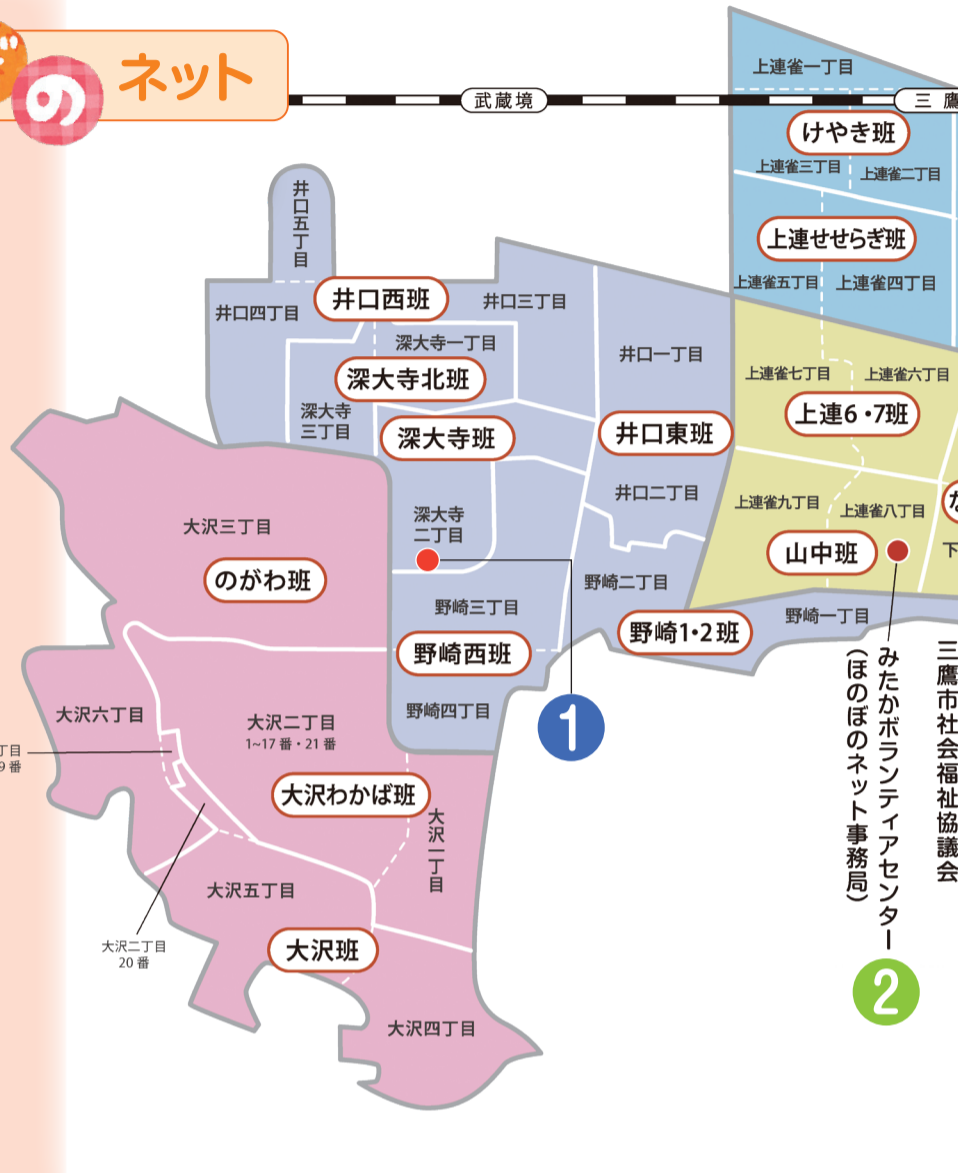 の ネット
武蔵境
三鷹
上連雀一丁目
けやき班
上連雀三丁目
上連雀二丁目
上連せせらぎ班
上連雀五丁目
上連雀四丁目
井口五丁目
井口西班
井口四丁目
井口三丁目
深大寺一丁目
井口一丁目
深大寺北班
深大寺
三丁目
深大寺班
井口東班
上連雀七丁目
上連雀六丁目
上連6・7班
井口二丁目
上連雀九丁目
上連雀八丁目
な
下
山中班
深大寺
二丁目
大沢三丁目
のがわ班
野崎二丁目
野崎三丁目
野崎一丁目
野崎1・2班
野崎西班
野崎四丁目
1
大沢六丁目
大沢二丁目
1~17番・21番
丁目
9番
大沢わかば班
大沢一丁目
大沢五丁目
大沢二丁目
20番
大沢班
大沢四丁目
三鷹市社会福祉協議会
みたかボランティアセンター
(ほのぼのネット事務局)
2